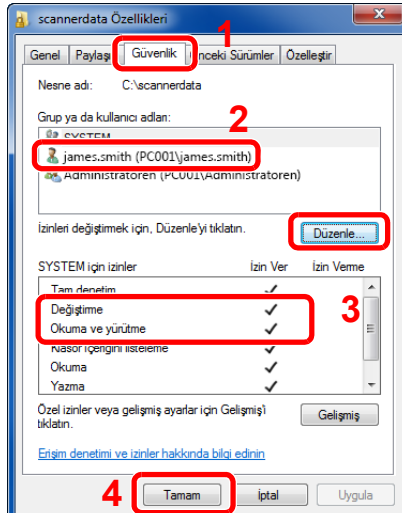 scannerdata Özellikleri
1
Genel Paylaşı Güvenlik nceki Sürümler Özelleştir
Nesne adı: C:\scannerdata
Grup ya da kullanıcı adları:
2
SYSTEM
james.smith (PC001\james.smith)
Administratoren (PC001\Administratoren)
İzinleri değiştirmek için, Düzenle'yi tıklatın.
Düzenle...
SYSTEM için izinler İzin Ver İzin Verme
Tam denetim
Değiştirme
3
Okuma ve yürütme
Klasör içeriğini listeleme
Okuma
Yazma
Özel izinler veya gelişmiş ayarlar için Gelişmiş'i
tıklatın.
Gelişmiş
Erişim denetimi ve izinler hakkında bilgi edinin
4
Tamam İptal Uygula